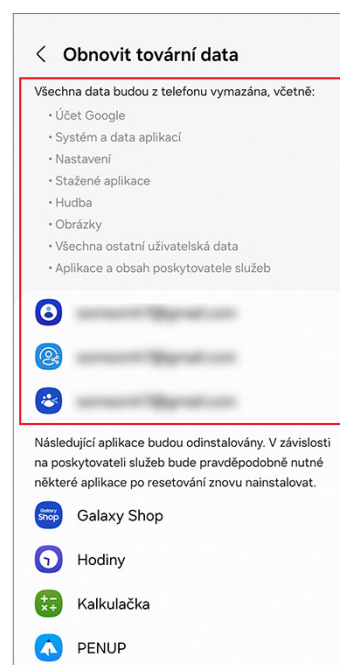 Obnovit tovární data
Všechna data budou z telefonu vymazána, včetně:
• Účet Google
• Systém a data aplikací
• Nastavení
• Stažené aplikace
• Hudba
• Obrázky
• Všechna ostatní uživatelská data
• Aplikace a obsah poskytovatele služeb
Následující aplikace budou odinstalovány. V závislosti
na poskytovateli služeb bude pravděpodobně nutné
některé aplikace po resetování znovu nainstalovat.
Galaxy
Shop
Galaxy Shop
Hodiny
Kalkulačka
PENUP